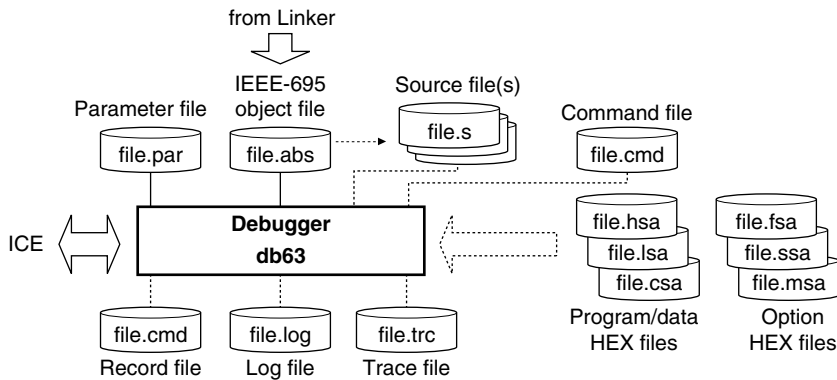 from Linker
IEEE-695
object file
Source file(s)
Parameter file
Command file
file.par
file.abs
file.s
file.cmd
ICE
Debugger
db63
file.hsa
file.lsa
file.csa
file.fsa
file.ssa
file.msa
file.cmd
file.log
file.trc
Program/data
HEX files
Option
HEX files
Record file
Log file
Trace file